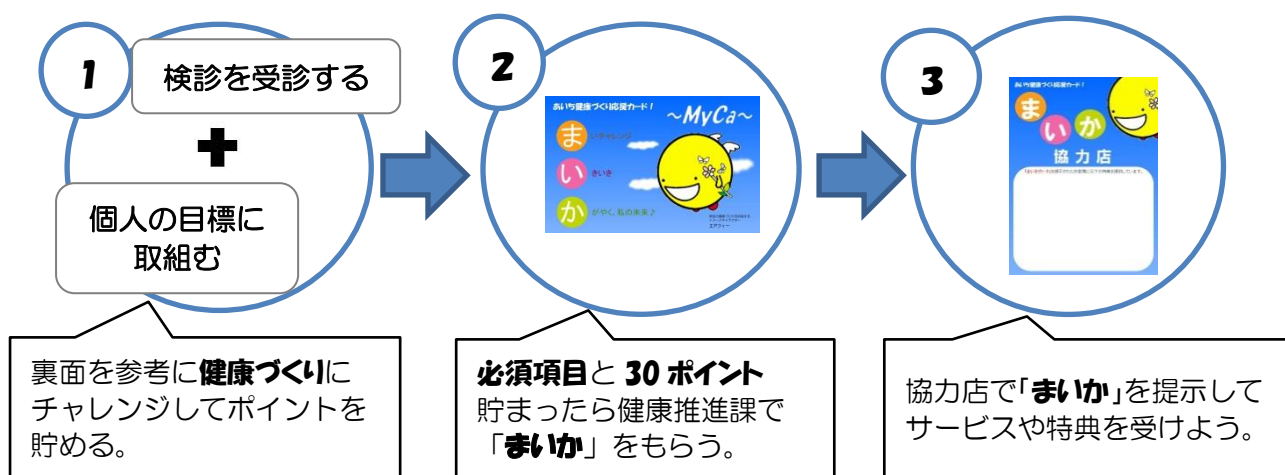 1
検診を受診する
＋
個人の目標に
取組む
裏面を参考に健康づくりに
チャレンジしてポイントを
貯める。
2
あいち健康づくり応援カード！
～MyCa～
まいチャレンジ
いきいき
かがやく、私の未来♪
エアフィー
必須項目と 30 ポイント
貯まったら健康推進課で
「まいか」をもらう。
3
あいち健康づくり応援カード！
まいか
協力店
協力店で「まいか」を提示して
サービスや特典を受けよう。